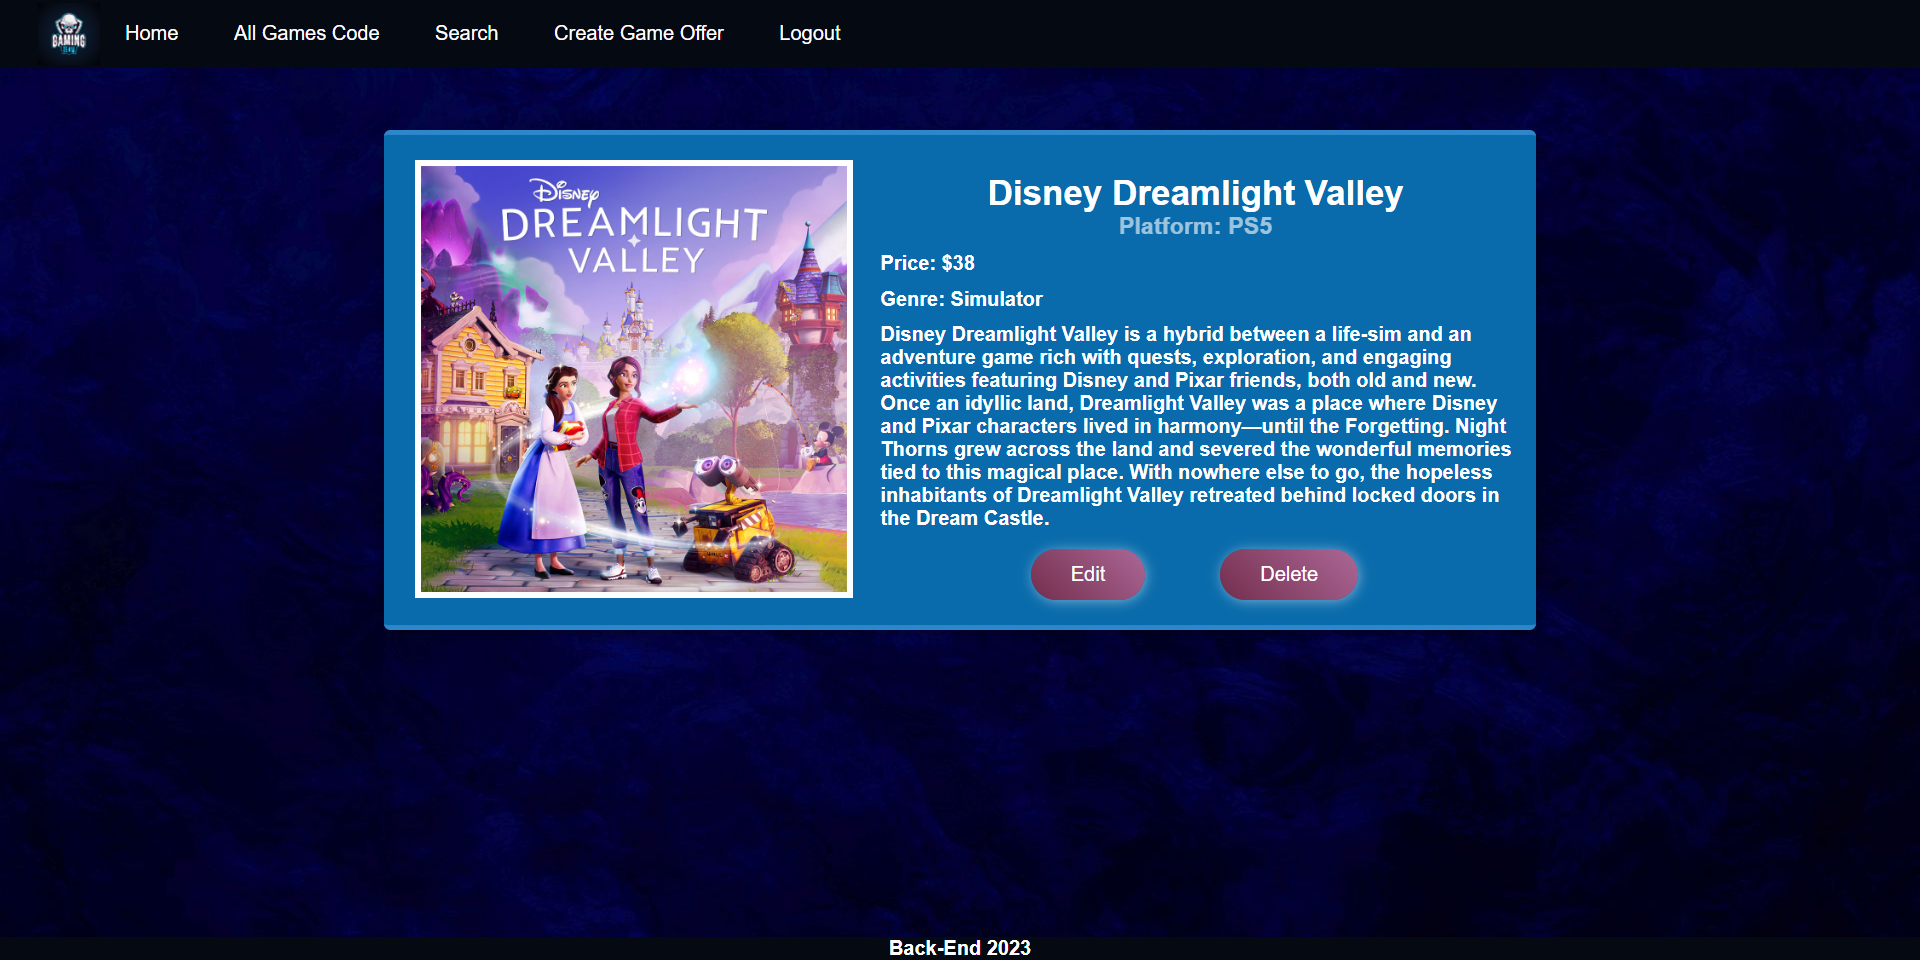 GAMING
Home
All Games Code
Search
Create Game Offer
Logout
Disney
DREAMLIGHT
VALLEY
Disney Dreamlight Valley
Platform: PS5
Price: $38
Genre: Simulator
Disney Dreamlight Valley is a hybrid between a life-sim and an
adventure game rich with quests, exploration, and engaging
activities featuring Disney and Pixar friends, both old and new.
Once an idyllic land, Dreamlight Valley was a place where Disney
and Pixar characters lived in harmony—until the Forgetting. Night
Thorns grew across the land and severed the wonderful memories
tied to this magical place. With nowhere else to go, the hopeless
inhabitants of Dreamlight Valley retreated behind locked doors in
the Dream Castle.
Edit
Delete
Back-End 2023